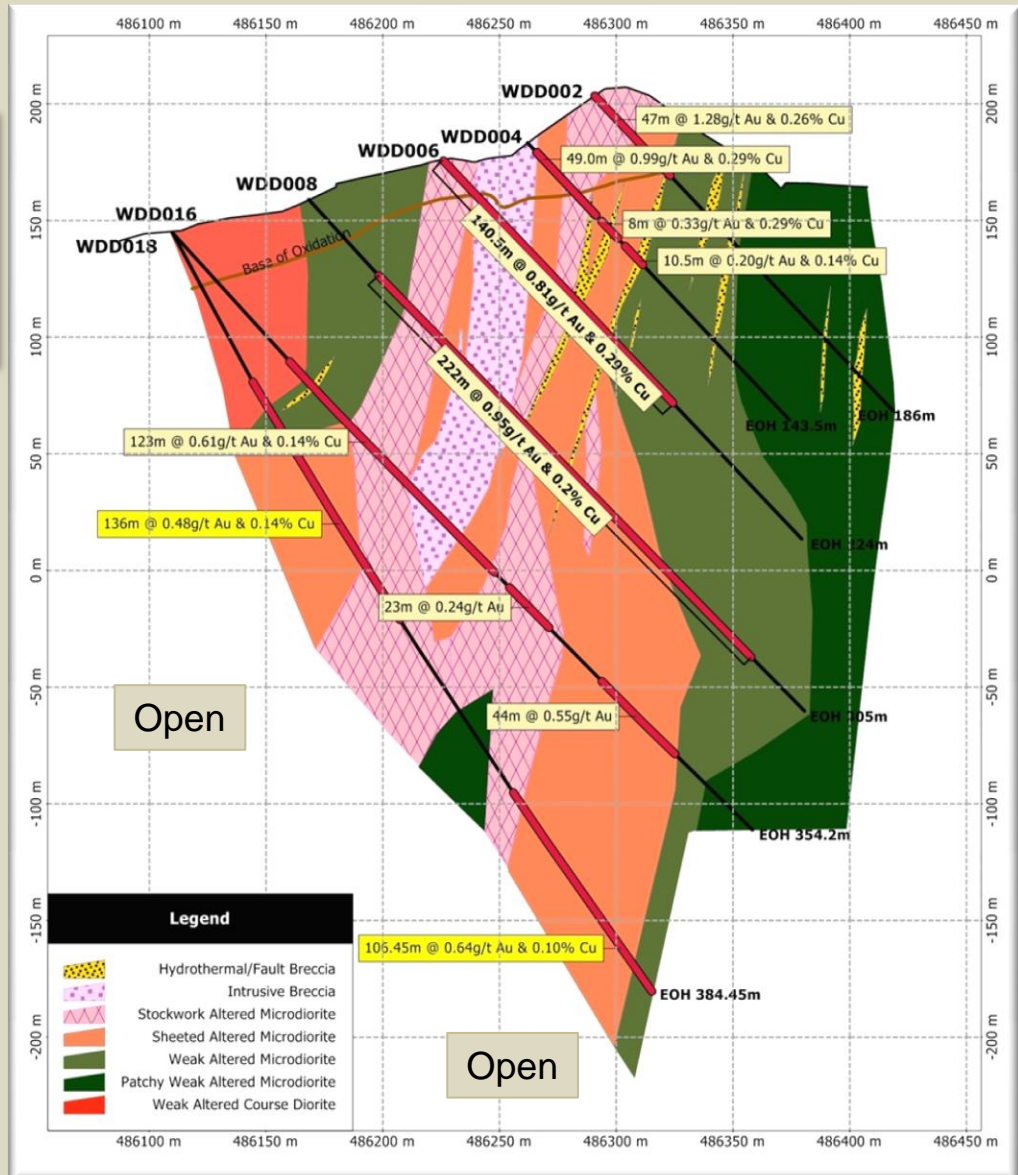 486100 m 486150 m 486200 m 486250 m 486300 m 486350 m 486400 m 486450 m
200 m
200 m
WDD002
47m @ 1.28g/t Au & 0.26% Cu
WDD004
49.0m @ 0.99g/t Au & 0.29% Cu
WDD006
WDD008
150 m
150 m
WDD016
8m @ 0.33g/t Au & 0.29% Cu
WDD018
Base of Oxidation
10.5m @ 0.20g/t Au & 0.14% Cu
140.5m @ 0.81g/t Au & 0.29% Cu
100 m
100 m
222m @ 0.95g/t Au & 0.2% Cu
EOH 186m
EOH 143.5m
123m @ 0.61g/t Au & 0.14% Cu
50 m
50 m
136m @ 0.48g/t Au & 0.14% Cu
EOH 224m
0 m
0 m
23m @ 0.24g/t Au
-50 m
-50 m
Open
44m @ 0.55g/t Au
EOH 305m
-100 m
-100 m
EOH 354.2m
Legend
-150 m
-150 m
106.45m @ 0.64g/t Au & 0.10% Cu
Hydrothermal/Fault Breccia
Intrusive Breccia
EOH 384.45m
Stockwork Altered Microdiorite
Sheeted Altered Microdiorite
-200 m
-200 m
Weak Altered Microdiorite
Open
Patchy Weak Altered Microdiorite
Weak Altered Course Diorite
486100 m 486150 m 486200 m 486250 m 486300 m 486350 m 486400 m 486450 m